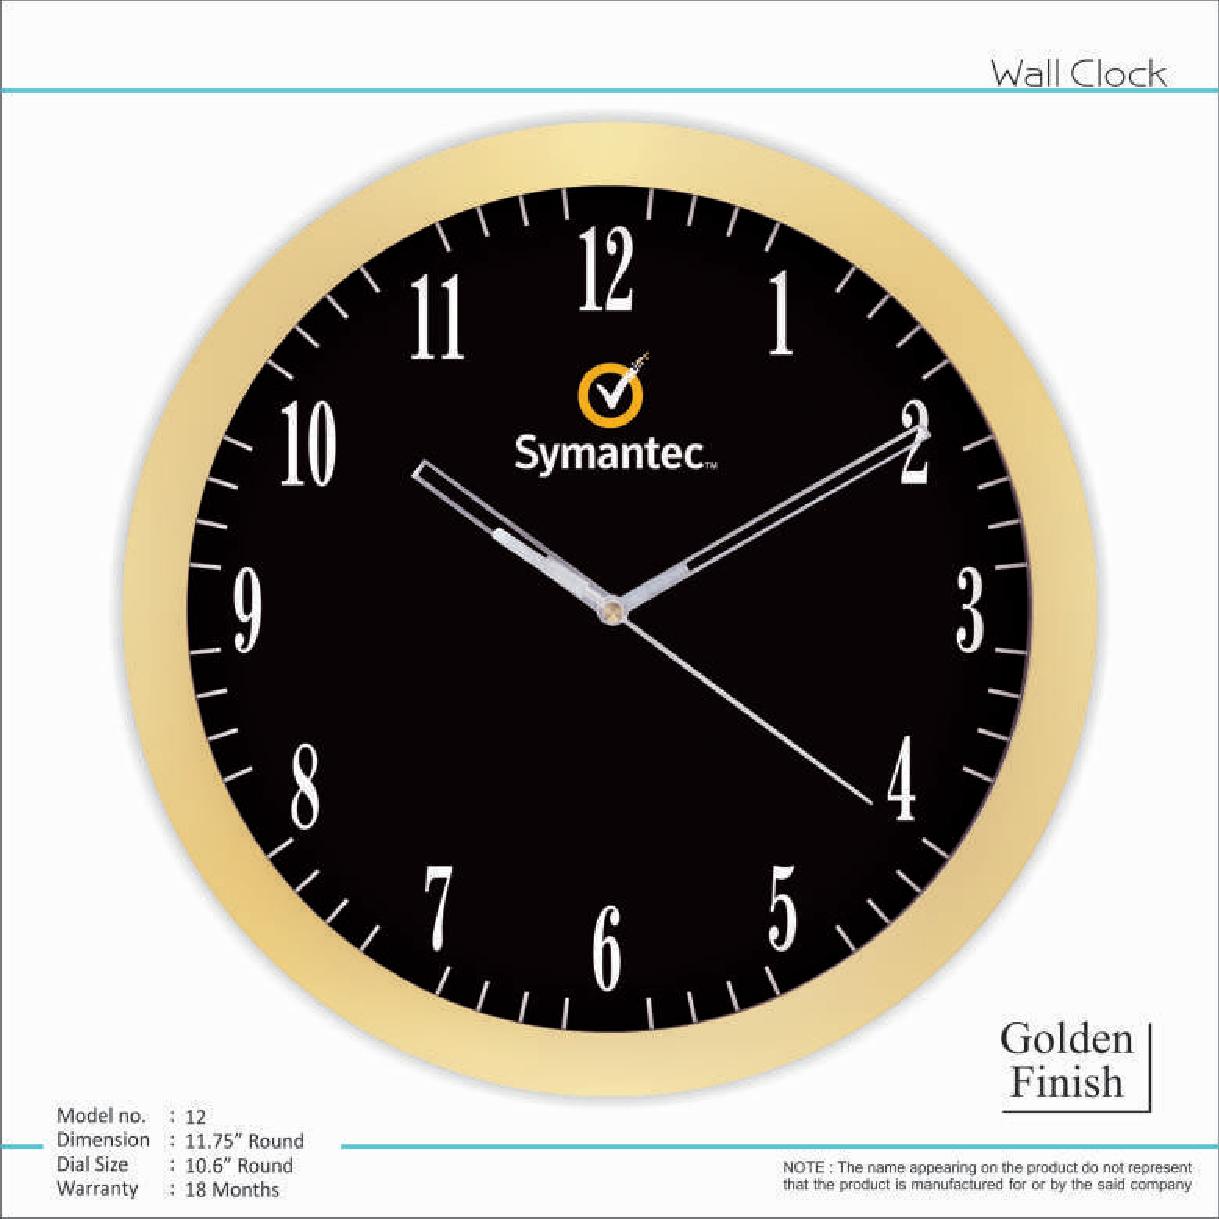 Wall Clock
12
11
1
10
2
Symantec™
9
3
8
4
7
5
6
Golden
Finish
Model no. : 12
Dimension : 11.75” Round
Dial Size : 10.6” Round
Warranty : 18 Months
NOTE : The name appearing on the product do not represent
that the product is manufactured for or by the said company